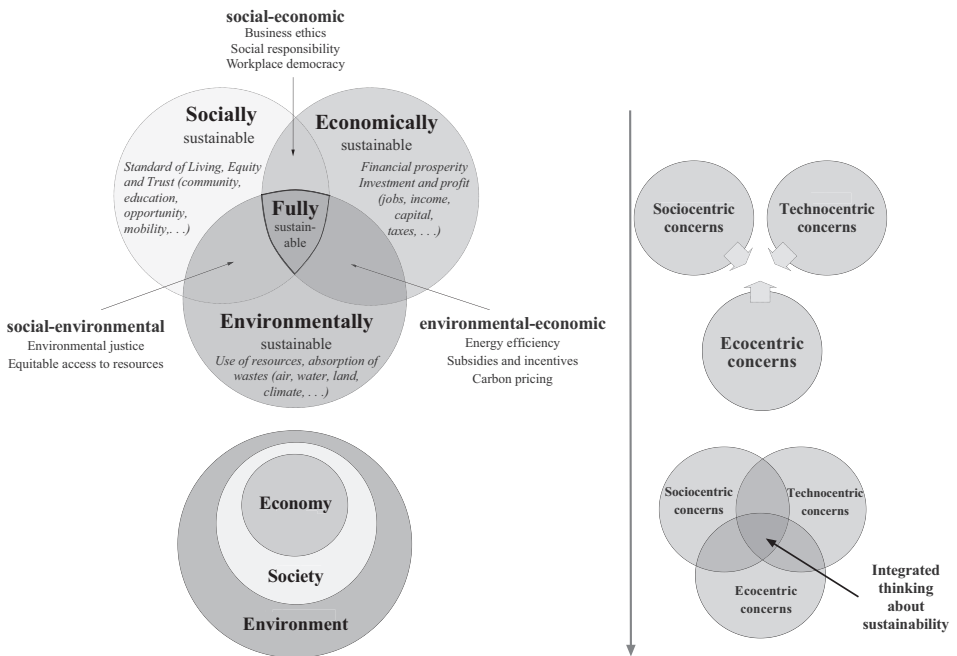 social-economic
Business ethics
Social responsibility
Workplace democracy
Socially
sustainable
Standard of Living, Equity
and Trust (community,
education,
opportunity,
mobility,. . .)
Economically
sustainable
Financial prosperity
Investment and profit
(jobs, income,
capital,
taxes, . . .)
Fully
sustain-
able
social-environmental
Environmental justice
Equitable access to resources
Environmentally
sustainable
Use of resources, absorption of
wastes (air, water, land,
climate, . . .)
environmental-economic
Energy efficiency
Subsidies and incentives
Carbon pricing
Economy
Society
Environment
Sociocentric
concerns
Technocentric
concerns
Ecocentric
concerns
Sociocentric
concerns
Technocentric
concerns
Ecocentric
concerns
Integrated
thinking
about
sustainability